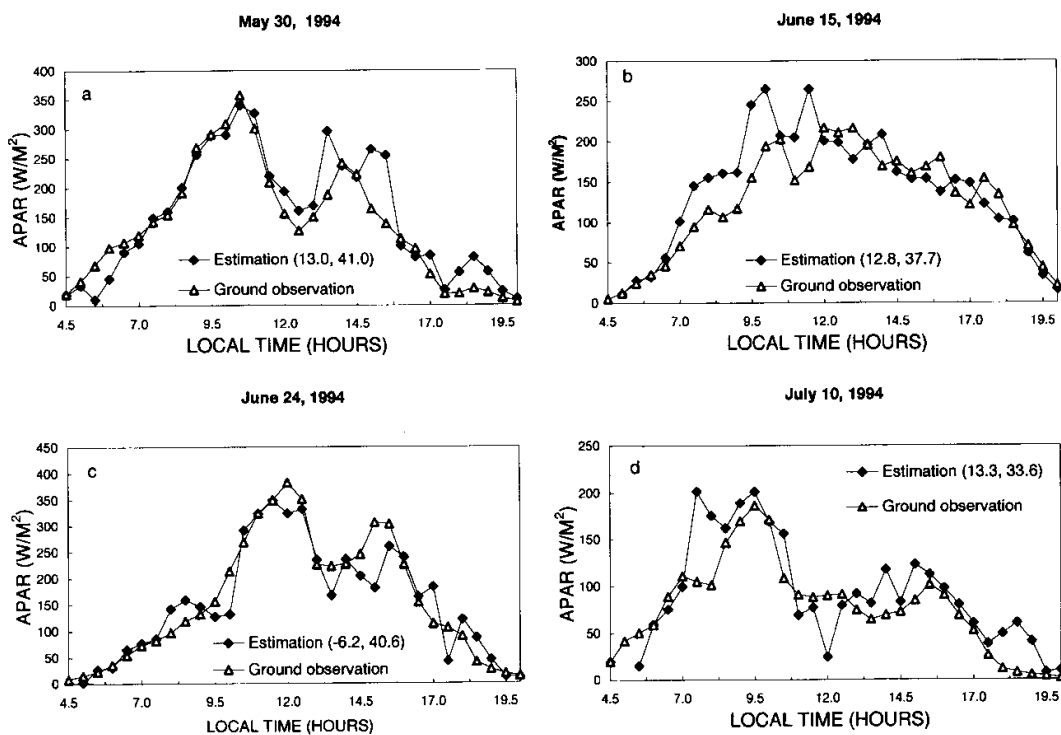 May 30, 1994
a
APAR (W/M²)
400
350
300
250
200
150
100
50
0
Estimation (13.0, 41.0)
Ground observation
4.5 7.0 9.5 12.0 14.5 17.0 19.5
LOCAL TIME (HOURS)
June 15, 1994
b
APAR (W/M²)
300
250
200
150
100
50
0
Estimation (12.8, 37.7)
Ground observation
4.5 7.0 9.5 12.0 14.5 17.0 19.5
LOCAL TIME (HOURS)
June 24, 1994
c
APAR (W/M²)
450
400
350
300
250
200
150
100
50
0
Estimation (-6.2, 40.6)
Ground observation
4.5 7.0 9.5 12.0 14.5 17.0 19.5
LOCAL TIME (HOURS)
July 10, 1994
d
APAR (W/M²)
250
200
150
100
50
0
Estimation (13.3, 33.6)
Ground observation
4.5 7.0 9.5 12.0 14.5 17.0 19.5
LOCAL TIME (HOURS)